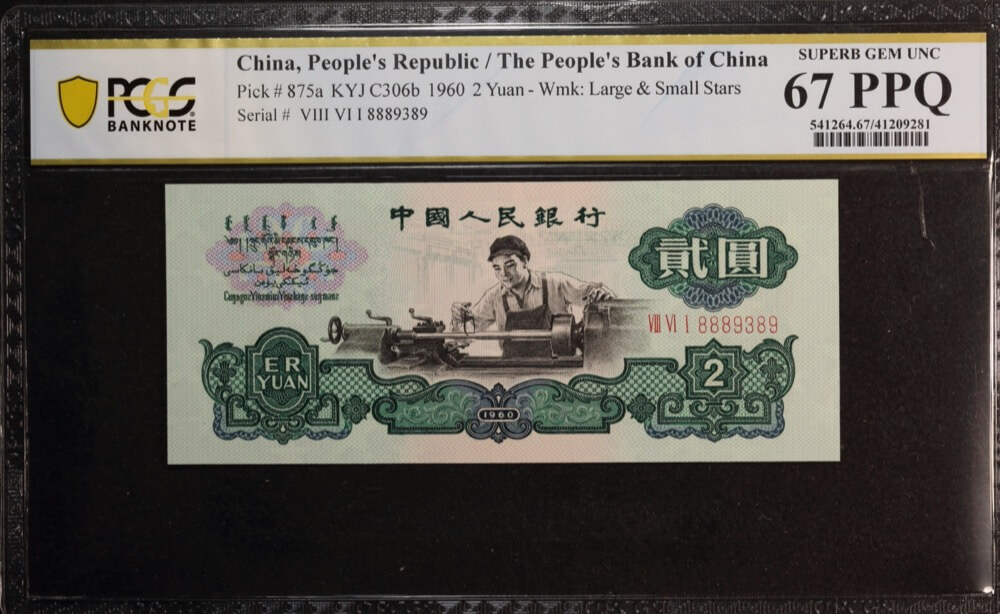 PCGS
BANKNOTE
China, People's Republic / The People's Bank of China
Pick # 875a KYJ C306b 1960 2 Yuan - Wmk: Large & Small Stars
Serial # VIII VI I 8889389
SUPERB GEM UNC
67 PPQ
541264.67/41209281
中國人民銀行
貳圓
VIII VI I 8889389
ER
YUAN
2
1960